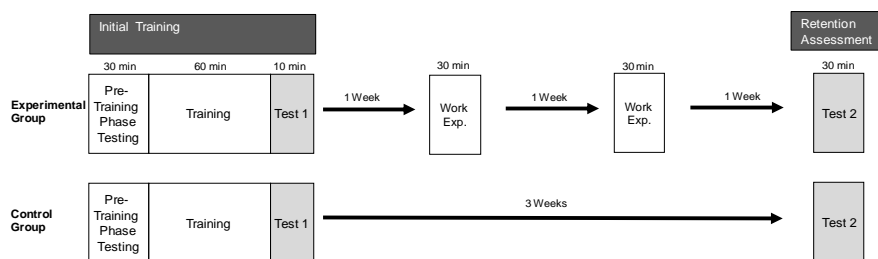 Initial Training
Retention
Assessment
30 min
60 min
10 min
30 min
30 min
30 min
Experimental
Group
Pre-
Training
Phase
Testing
Training
Test 1
1 Week
Work
Exp.
1 Week
Work
Exp.
1 Week
Test 2
Control
Group
Pre-
Training
Phase
Testing
Training
Test 1
3 Weeks
Test 2